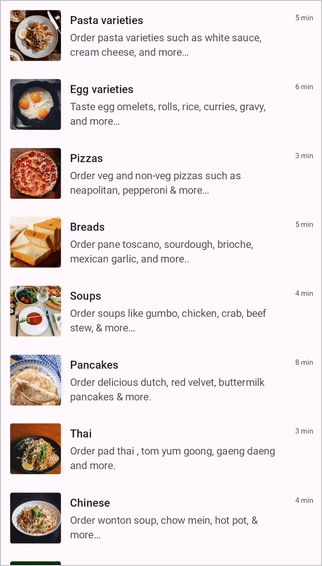 Pasta varieties 5 min
Order pasta varieties such as white sauce,
cream cheese, and more...
Egg varieties 6 min
Taste egg omelets, rolls, rice, curries, gravy,
and more...
Pizzas 3 min
Order veg and non-veg pizzas such as
neapolitan, pepperoni & more...
Breads 5 min
Order pane toscano, sourdough, brioche,
mexican garlic, and more..
Soups 4 min
Order soups like gumbo, chicken, crab, beef
stew, & more...
Pancakes 8 min
Order delicious dutch, red velvet, buttermilk
pancakes & more.
Thai 3 min
Order pad thai , tom yum goong, gaeng daeng
and more.
Chinese 4 min
Order wonton soup, chow mein, hot pot, &
more...